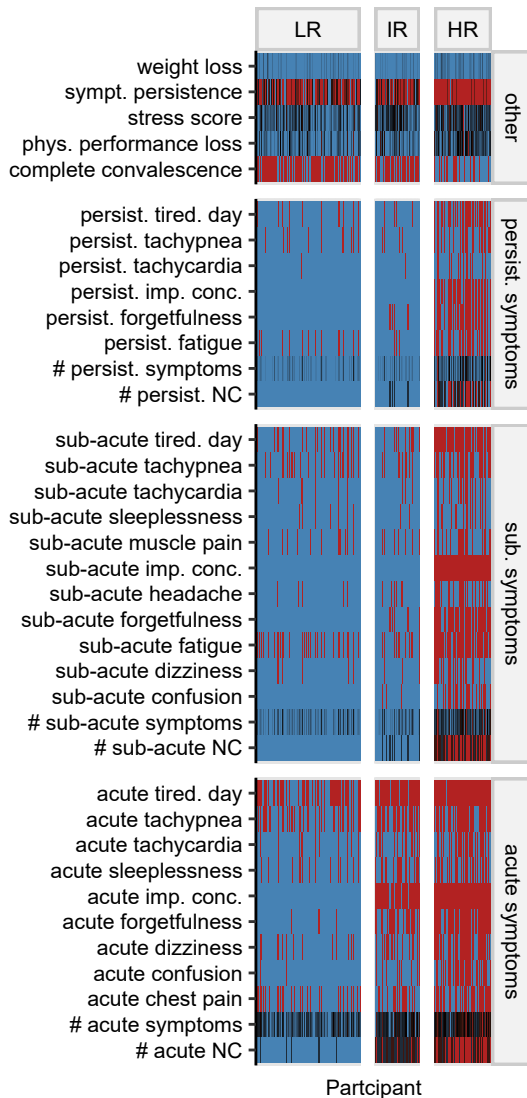 LR IR HR
weight loss
sympt. persistence
stress score
phys. performance loss
complete convalescence
other
persist. tired. day
persist. tachypnea
persist. tachycardia
persist. imp. conc.
persist. forgetfulness
persist. fatigue
# persist. symptoms
# persist. NC
persist. symptoms
sub-acute tired. day
sub-acute tachypnea
sub-acute tachycardia
sub-acute sleeplessness
sub-acute muscle pain
sub-acute imp. conc.
sub-acute headache
sub-acute forgetfulness
sub-acute fatigue
sub-acute dizziness
sub-acute confusion
# sub-acute symptoms
# sub-acute NC
sub. symptoms
acute tired. day
acute tachypnea
acute tachycardia
acute sleeplessness
acute imp. conc.
acute forgetfulness
acute dizziness
acute confusion
acute chest pain
# acute symptoms
# acute NC
acute symptoms
Partcipant